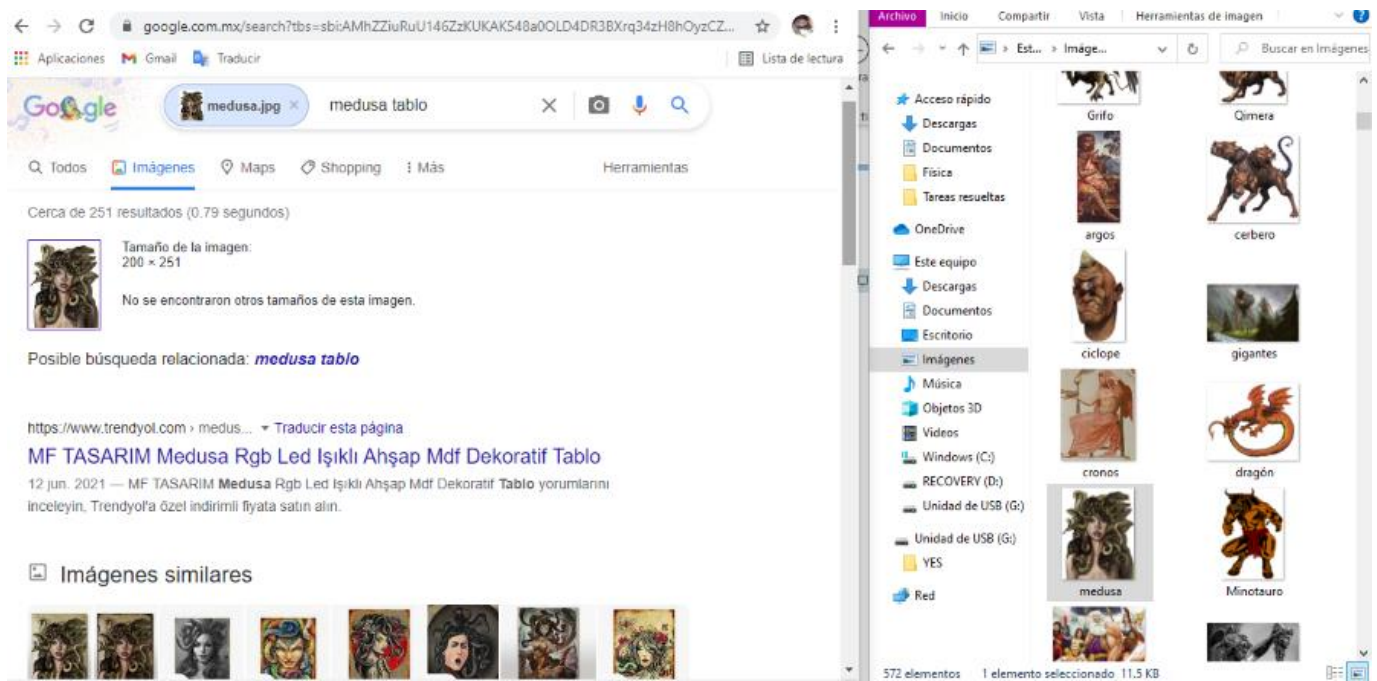 google.com.mx/search?tbs=sbi:AMhZZiuRuU146ZzKUKAKS48a0OLD4DR3BXrq34zH8hOyzCZ...
Aplicaciones Gmail Traducir Lista de lectura
Google medusa.jpg × medusa tablo
Todos Imágenes Maps Shopping Más Herramientas
Cerca de 251 resultados (0.79 segundos)
Tamaño de la imagen:
200 × 251
No se encontraron otros tamaños de esta imagen.
Posible búsqueda relacionada: medusa tablo
https://www.trendyol.com › medus... Traducir esta página
MF TASARIM Medusa Rgb Led Işıklı Ahşap Mdf Dekoratif Tablo
12 jun. 2021 — MF TASARIM Medusa Rgb Led Işıklı Ahşap Mdf Dekoratif Tablo yorumlarını
inceleyin, Trendyol'a özel indirimli fiyata satın alın.
Imágenes similares
Archivo Inicio Compartir Vista Herramientas de imagen
Est... › Imáge... Buscar en Imágenes
Acceso rápido
Descargas
Documentos
Física
Tareas resueltas
OneDrive
Este equipo
Descargas
Documentos
Escritorio
Imágenes
Música
Objetos 3D
Videos
Windows (C:)
RECOVERY (D:)
Unidad de USB (G:)
Unidad de USB (G:)
YES
Red
Grifo Qimera
argos cerbero
ciclope gigantes
cronos dragón
medusa Minotauro
572 elementos 1 elemento seleccionado 11.5 KB